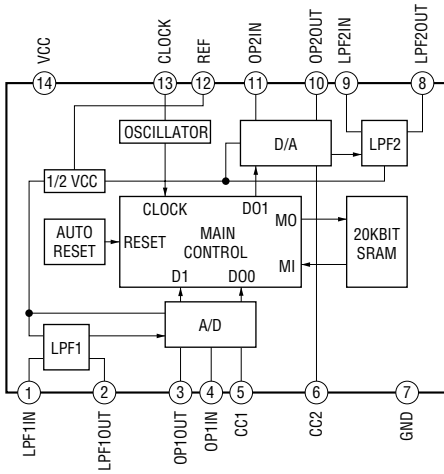 VCC
CLOCK
REF
OP2IN
OP2OUT
LPF2IN
LPF2OUT
14
13
12
11
10
9
8
OSCILLATOR
D/A
LPF2
1/2 VCC
CLOCK
DO1
MO
AUTO
RESET
RESET
MAIN
CONTROL
20KBIT
SRAM
MI
D1
DO0
A/D
LPF1
1
2
3
4
5
6
7
LPF1IN
LPF1OUT
OP1OUT
OP1IN
CC1
CC2
GND